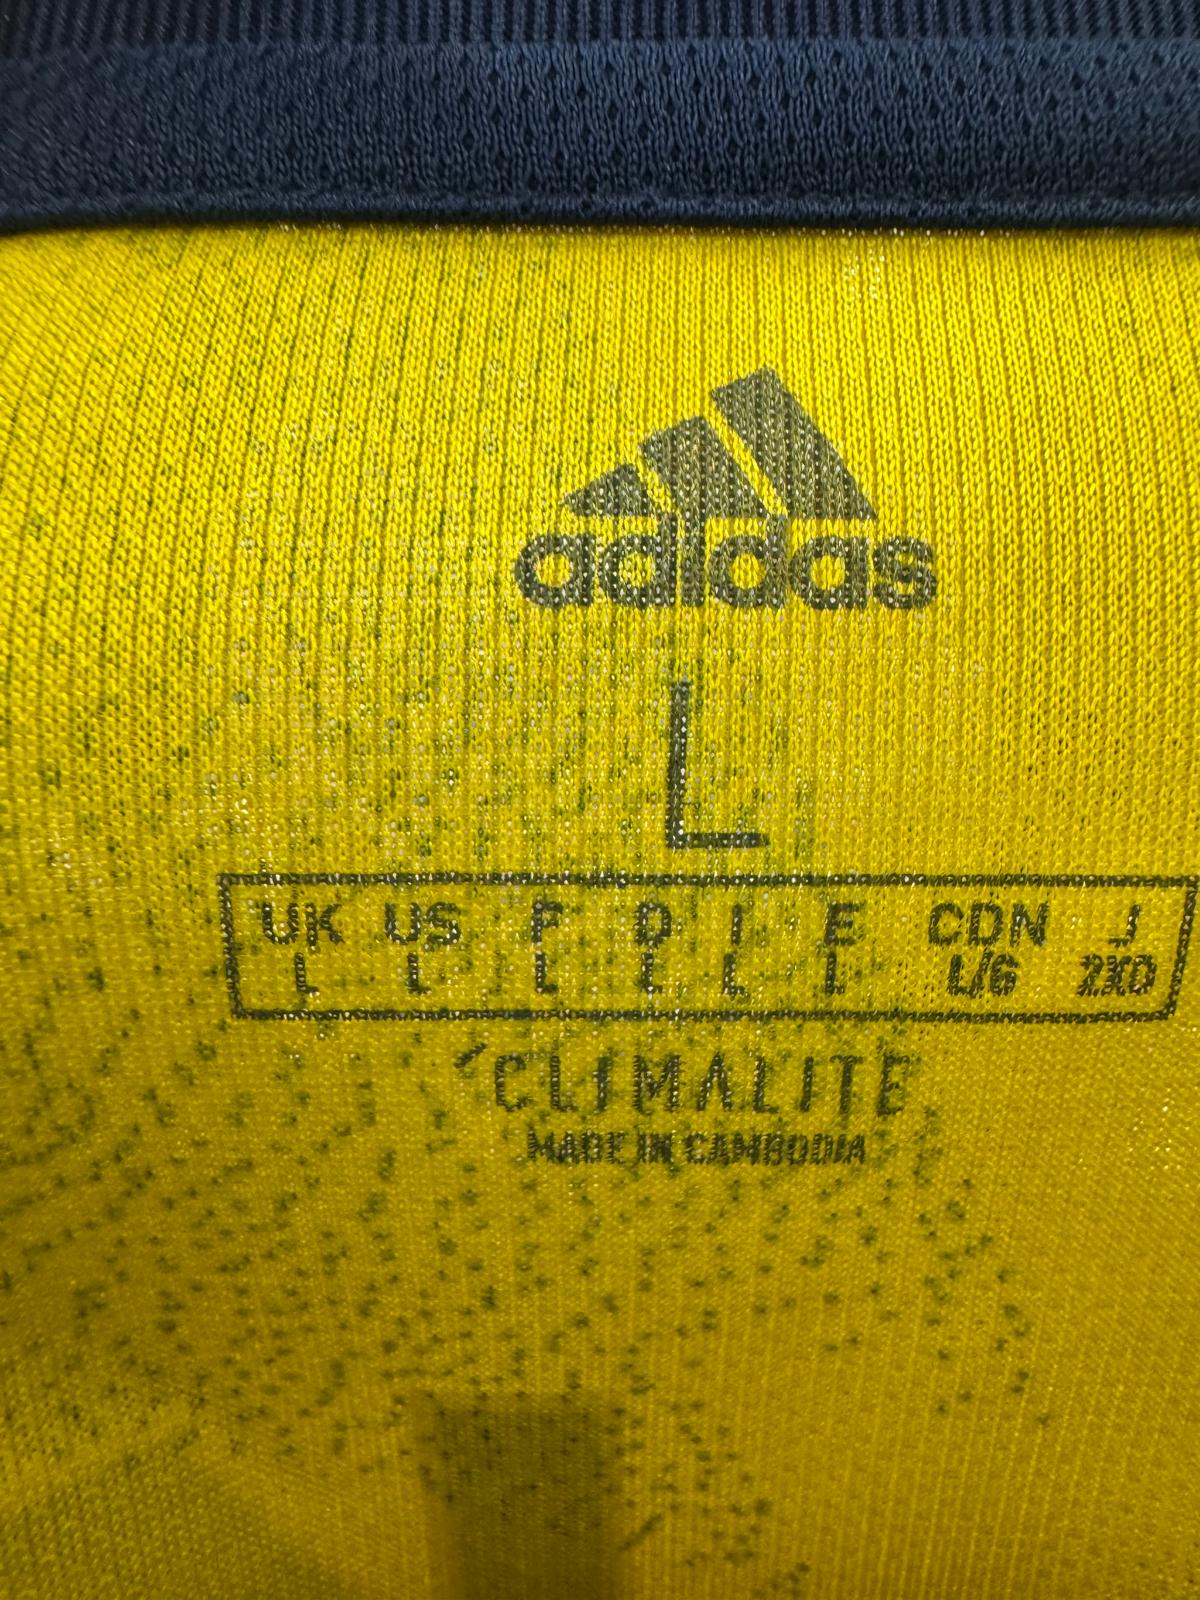 adidas
L
UK US F D I E CDN J
L L L L L L L/G 2XO
CLIMALITE
MADE IN CAMBODIA